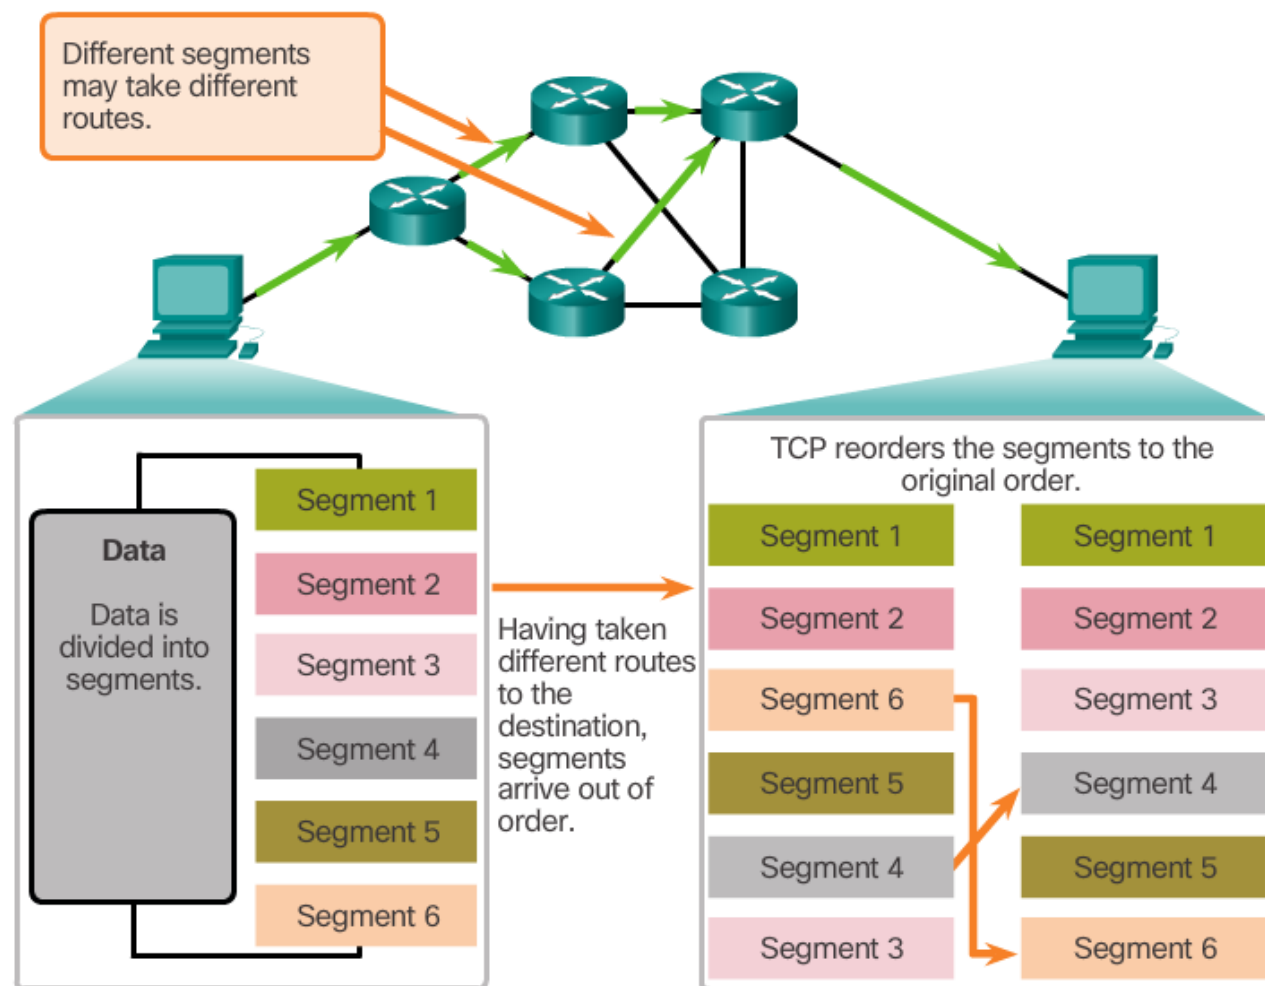 Different segments
may take different
routes.
Data
Data is
divided into
segments.
Segment 1
Segment 2
Segment 3
Segment 4
Segment 5
Segment 6
Having taken
different routes
to the
destination,
segments
arrive out of
order.
TCP reorders the segments to the
original order.
Segment 1
Segment 2
Segment 6
Segment 5
Segment 4
Segment 3
Segment 1
Segment 2
Segment 3
Segment 4
Segment 5
Segment 6